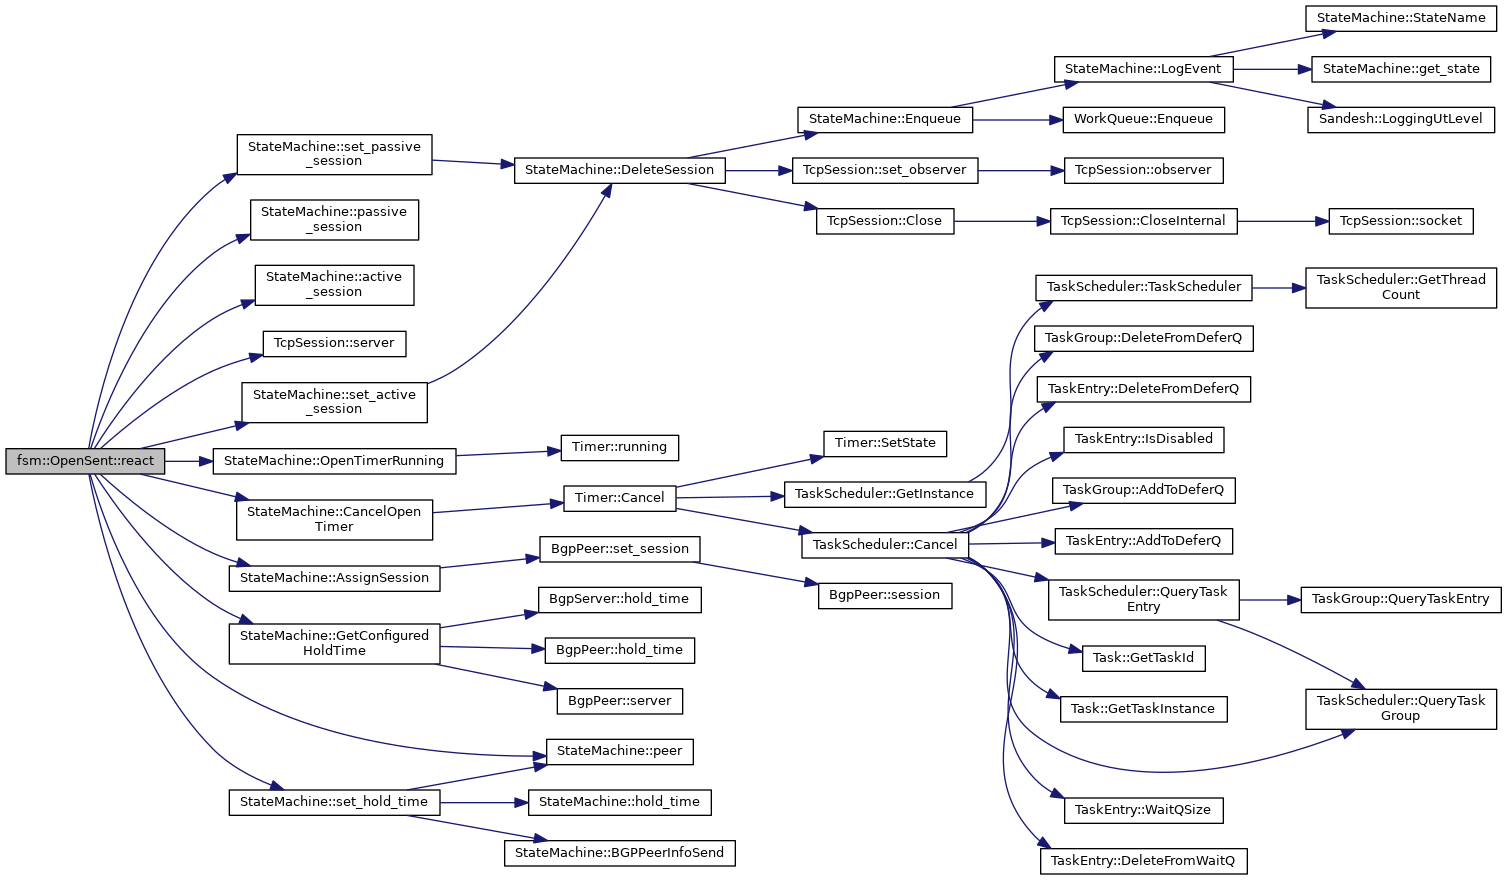 fsm::OpenSent::react
StateMachine::set_passive
_session
StateMachine::passive
_session
StateMachine::active
_session
TcpSession::server
StateMachine::set_active
_session
StateMachine::OpenTimerRunning
StateMachine::CancelOpen
Timer
StateMachine::AssignSession
StateMachine::GetConfigured
HoldTime
StateMachine::set_hold_time
StateMachine::DeleteSession
Timer::running
Timer::Cancel
BgpPeer::set_session
BgpServer::hold_time
BgpPeer::hold_time
BgpPeer::server
StateMachine::peer
StateMachine::hold_time
StateMachine::BGPPeerInfoSend
StateMachine::Enqueue
TcpSession::set_observer
TcpSession::Close
Timer::SetState
TaskScheduler::GetInstance
TaskScheduler::Cancel
BgpPeer::session
StateMachine::LogEvent
WorkQueue::Enqueue
TcpSession::observer
TcpSession::CloseInternal
TaskScheduler::TaskScheduler
TaskGroup::DeleteFromDeferQ
TaskEntry::DeleteFromDeferQ
TaskEntry::IsDisabled
TaskGroup::AddToDeferQ
TaskEntry::AddToDeferQ
TaskScheduler::QueryTask
Entry
Task::GetTaskId
Task::GetTaskInstance
TaskEntry::WaitQSize
TaskEntry::DeleteFromWaitQ
StateMachine::StateName
StateMachine::get_state
Sandesh::LoggingUtLevel
TcpSession::socket
TaskScheduler::GetThread
Count
TaskGroup::QueryTaskEntry
TaskScheduler::QueryTask
Group